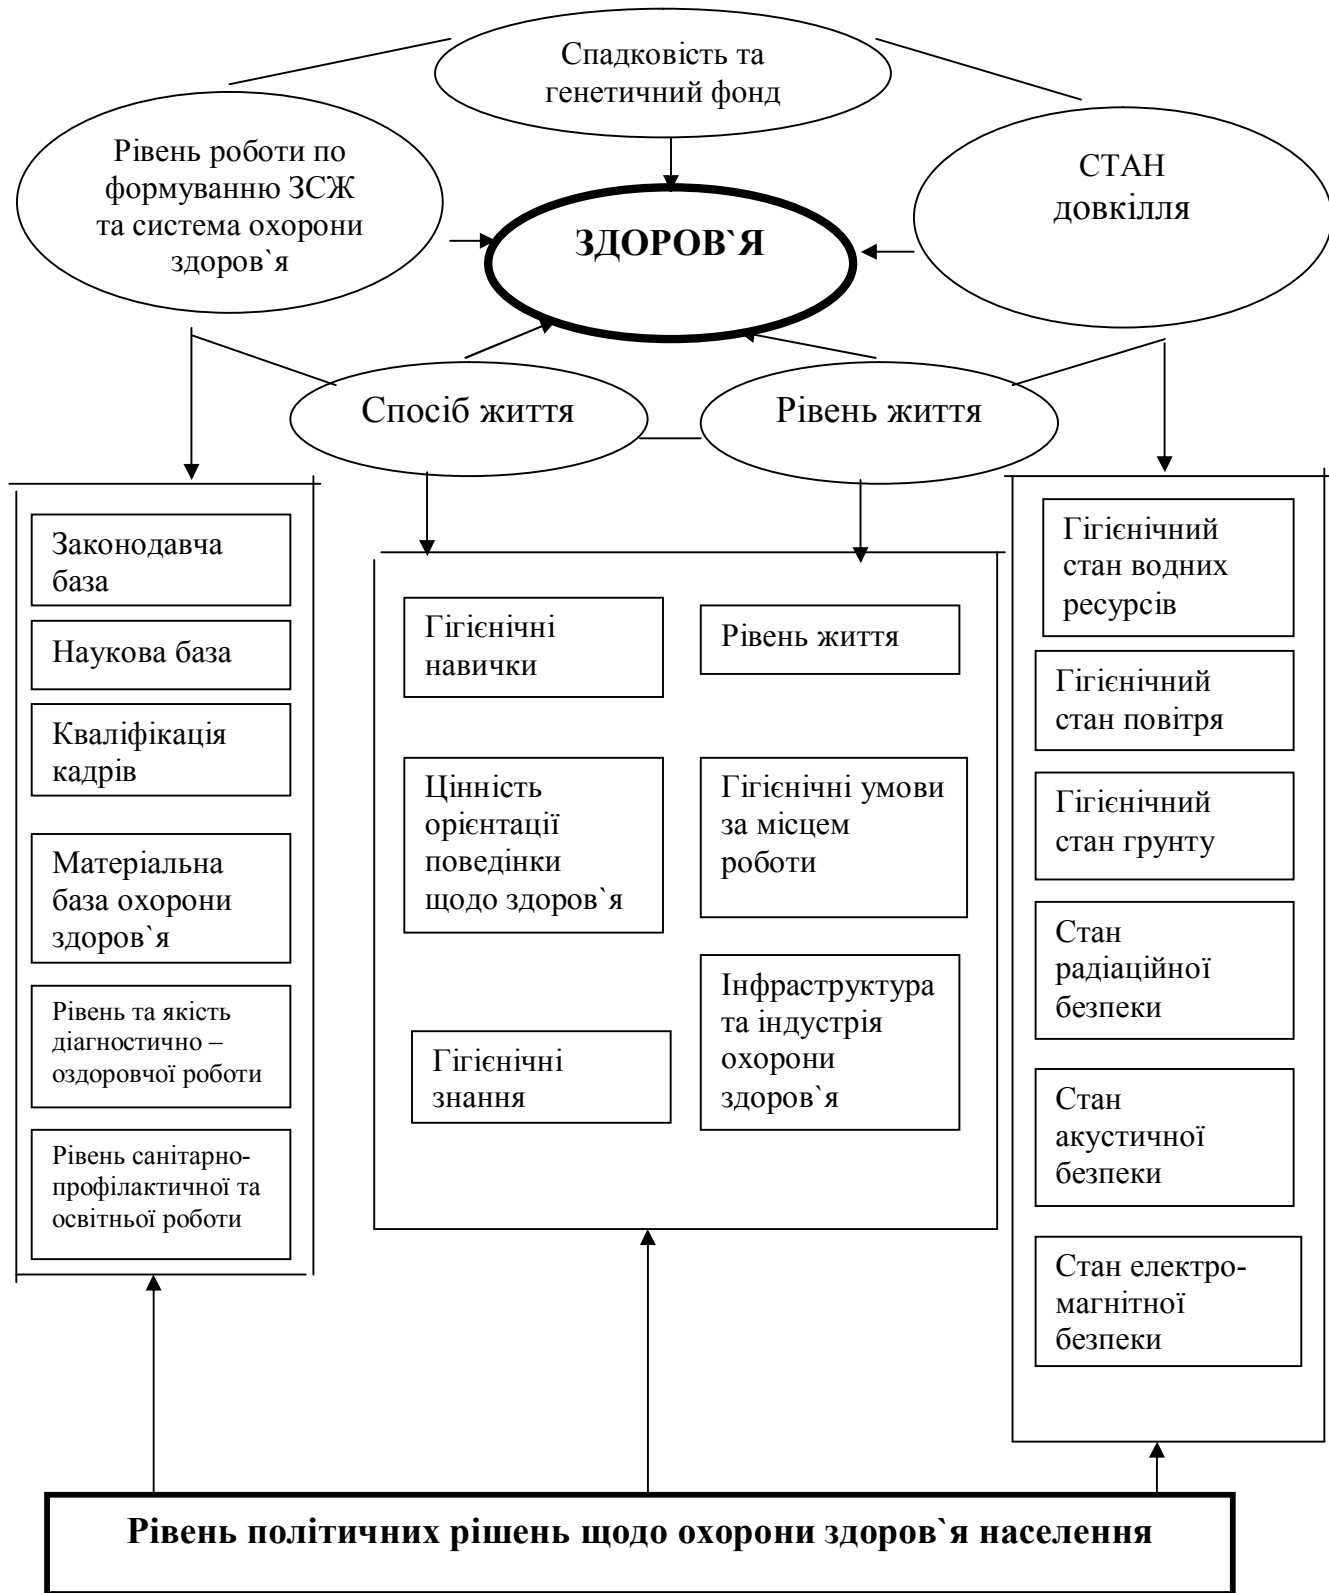 Спадковість та
генетичний фонд
Рівень роботи по
формуванню ЗСЖ
та система охорони
здоров`я
СТАН
довкілля
ЗДОРОВ`Я
Спосіб життя
Рівень життя
Законодавча
база
Наукова база
Кваліфікація
кадрів
Матеріальна
база охорони
здоров`я
Рівень та якість
діагностично –
оздоровчої роботи
Рівень санітарно-
профілактичної та
освітньої роботи
Гігієнічні
навички
Цінність
орієнтації
поведінки
щодо здоров`я
Гігієнічні
знання
Рівень життя
Гігієнічні умови
за місцем
роботи
Інфраструктура
та індустрія
охорони
здоров`я
Гігієнічний
стан водних
ресурсів
Гігієнічний
стан повітря
Гігієнічний
стан грунту
Стан
радіаційної
безпеки
Стан
акустичної
безпеки
Стан електро-
магнітної
безпеки
Рівень політичних рішень щодо охорони здоров`я населення